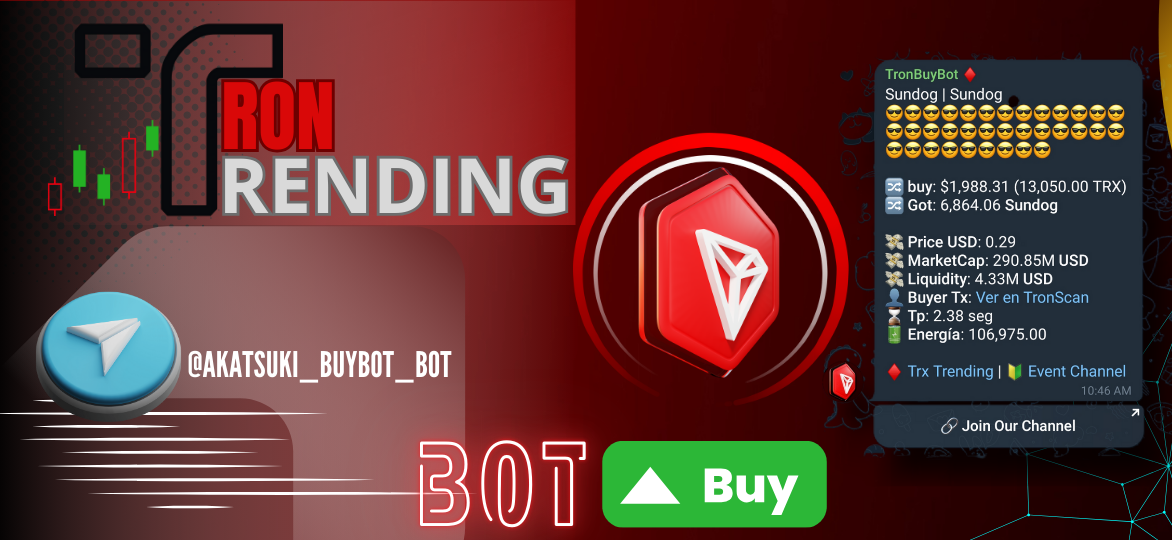 TRON
TRENDING
@AKATSUKI_BUYBOT_BOT
BOT
Buy
TronBuyBot ♦️
Sundog | Sundog
😎😎😎😎😎😎😎😎😎😎😎😎😎
😎😎😎😎😎😎😎😎😎😎😎😎😎
😎😎😎😎😎😎😎😎😎
🔀 buy: $1,988.31 (13,050.00 TRX)
🔀 Got: 6,864.06 Sundog
💸 Price USD: 0.29
💸 MarketCap: 290.85M USD
💸 Liquidity: 4.33M USD
👤 Buyer Tx: Ver en TronScan
⏳ Tp: 2.38 seg
🔋 Energía: 106,975.00
♦️ Trx Trending | 🔰 Event Channel
10:46 AM
🔗 Join Our Channel